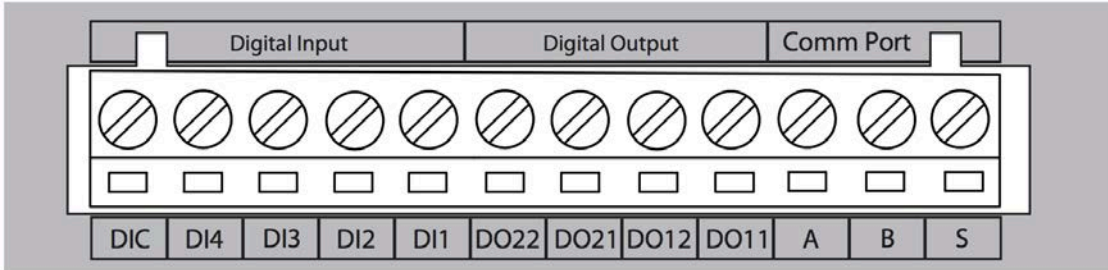 Digital Input Digital Output Comm Port
DIC DI4 DI3 DI2 DI1 DO22 DO21 DO12 DO11 A B S